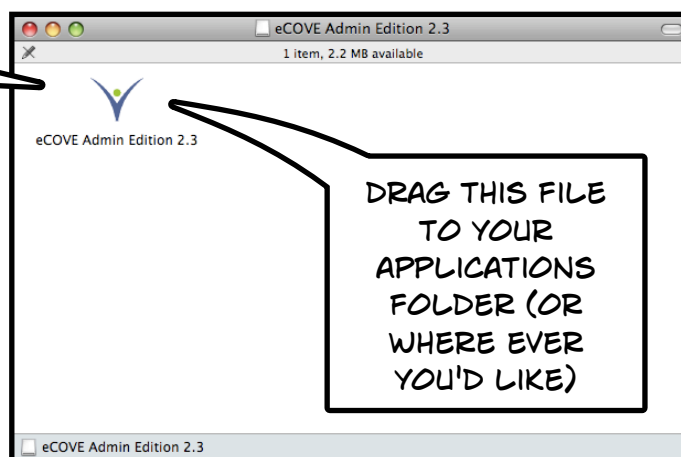 eCOVE Admin Edition 2.3
1 item, 2.2 MB available
eCOVE Admin Edition 2.3
DRAG THIS FILE
TO YOUR
APPLICATIONS
FOLDER (OR
WHERE EVER
YOU'D LIKE)
eCOVE Admin Edition 2.3